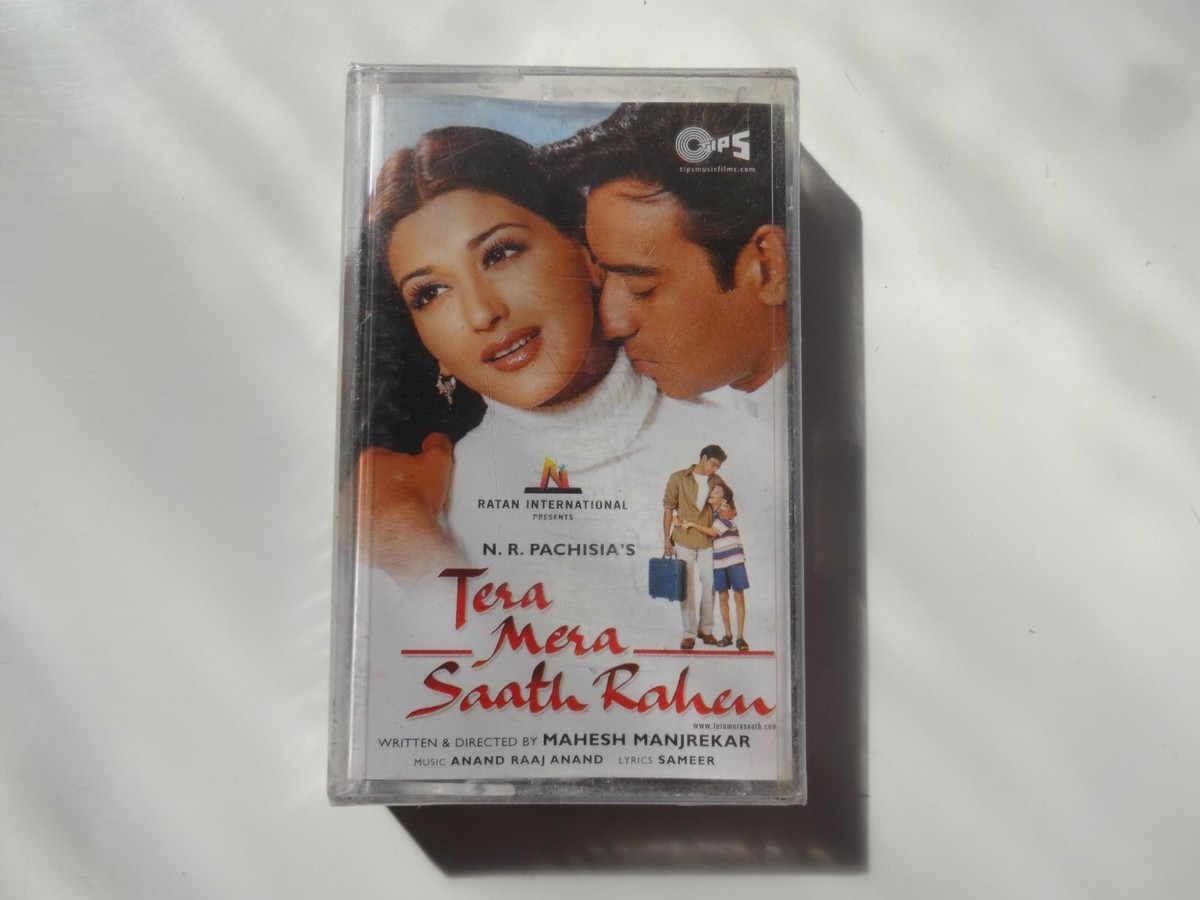 TIPS
tipsmusicfilms.com
RATAN INTERNATIONAL
PRESENTS
N. R. PACHISIA'S
Tera
Mera
Saath Rahen
www.teramerasaath.com
WRITTEN & DIRECTED BY MAHESH MANJREKAR
MUSIC ANAND RAAJ ANAND LYRICS SAMEER